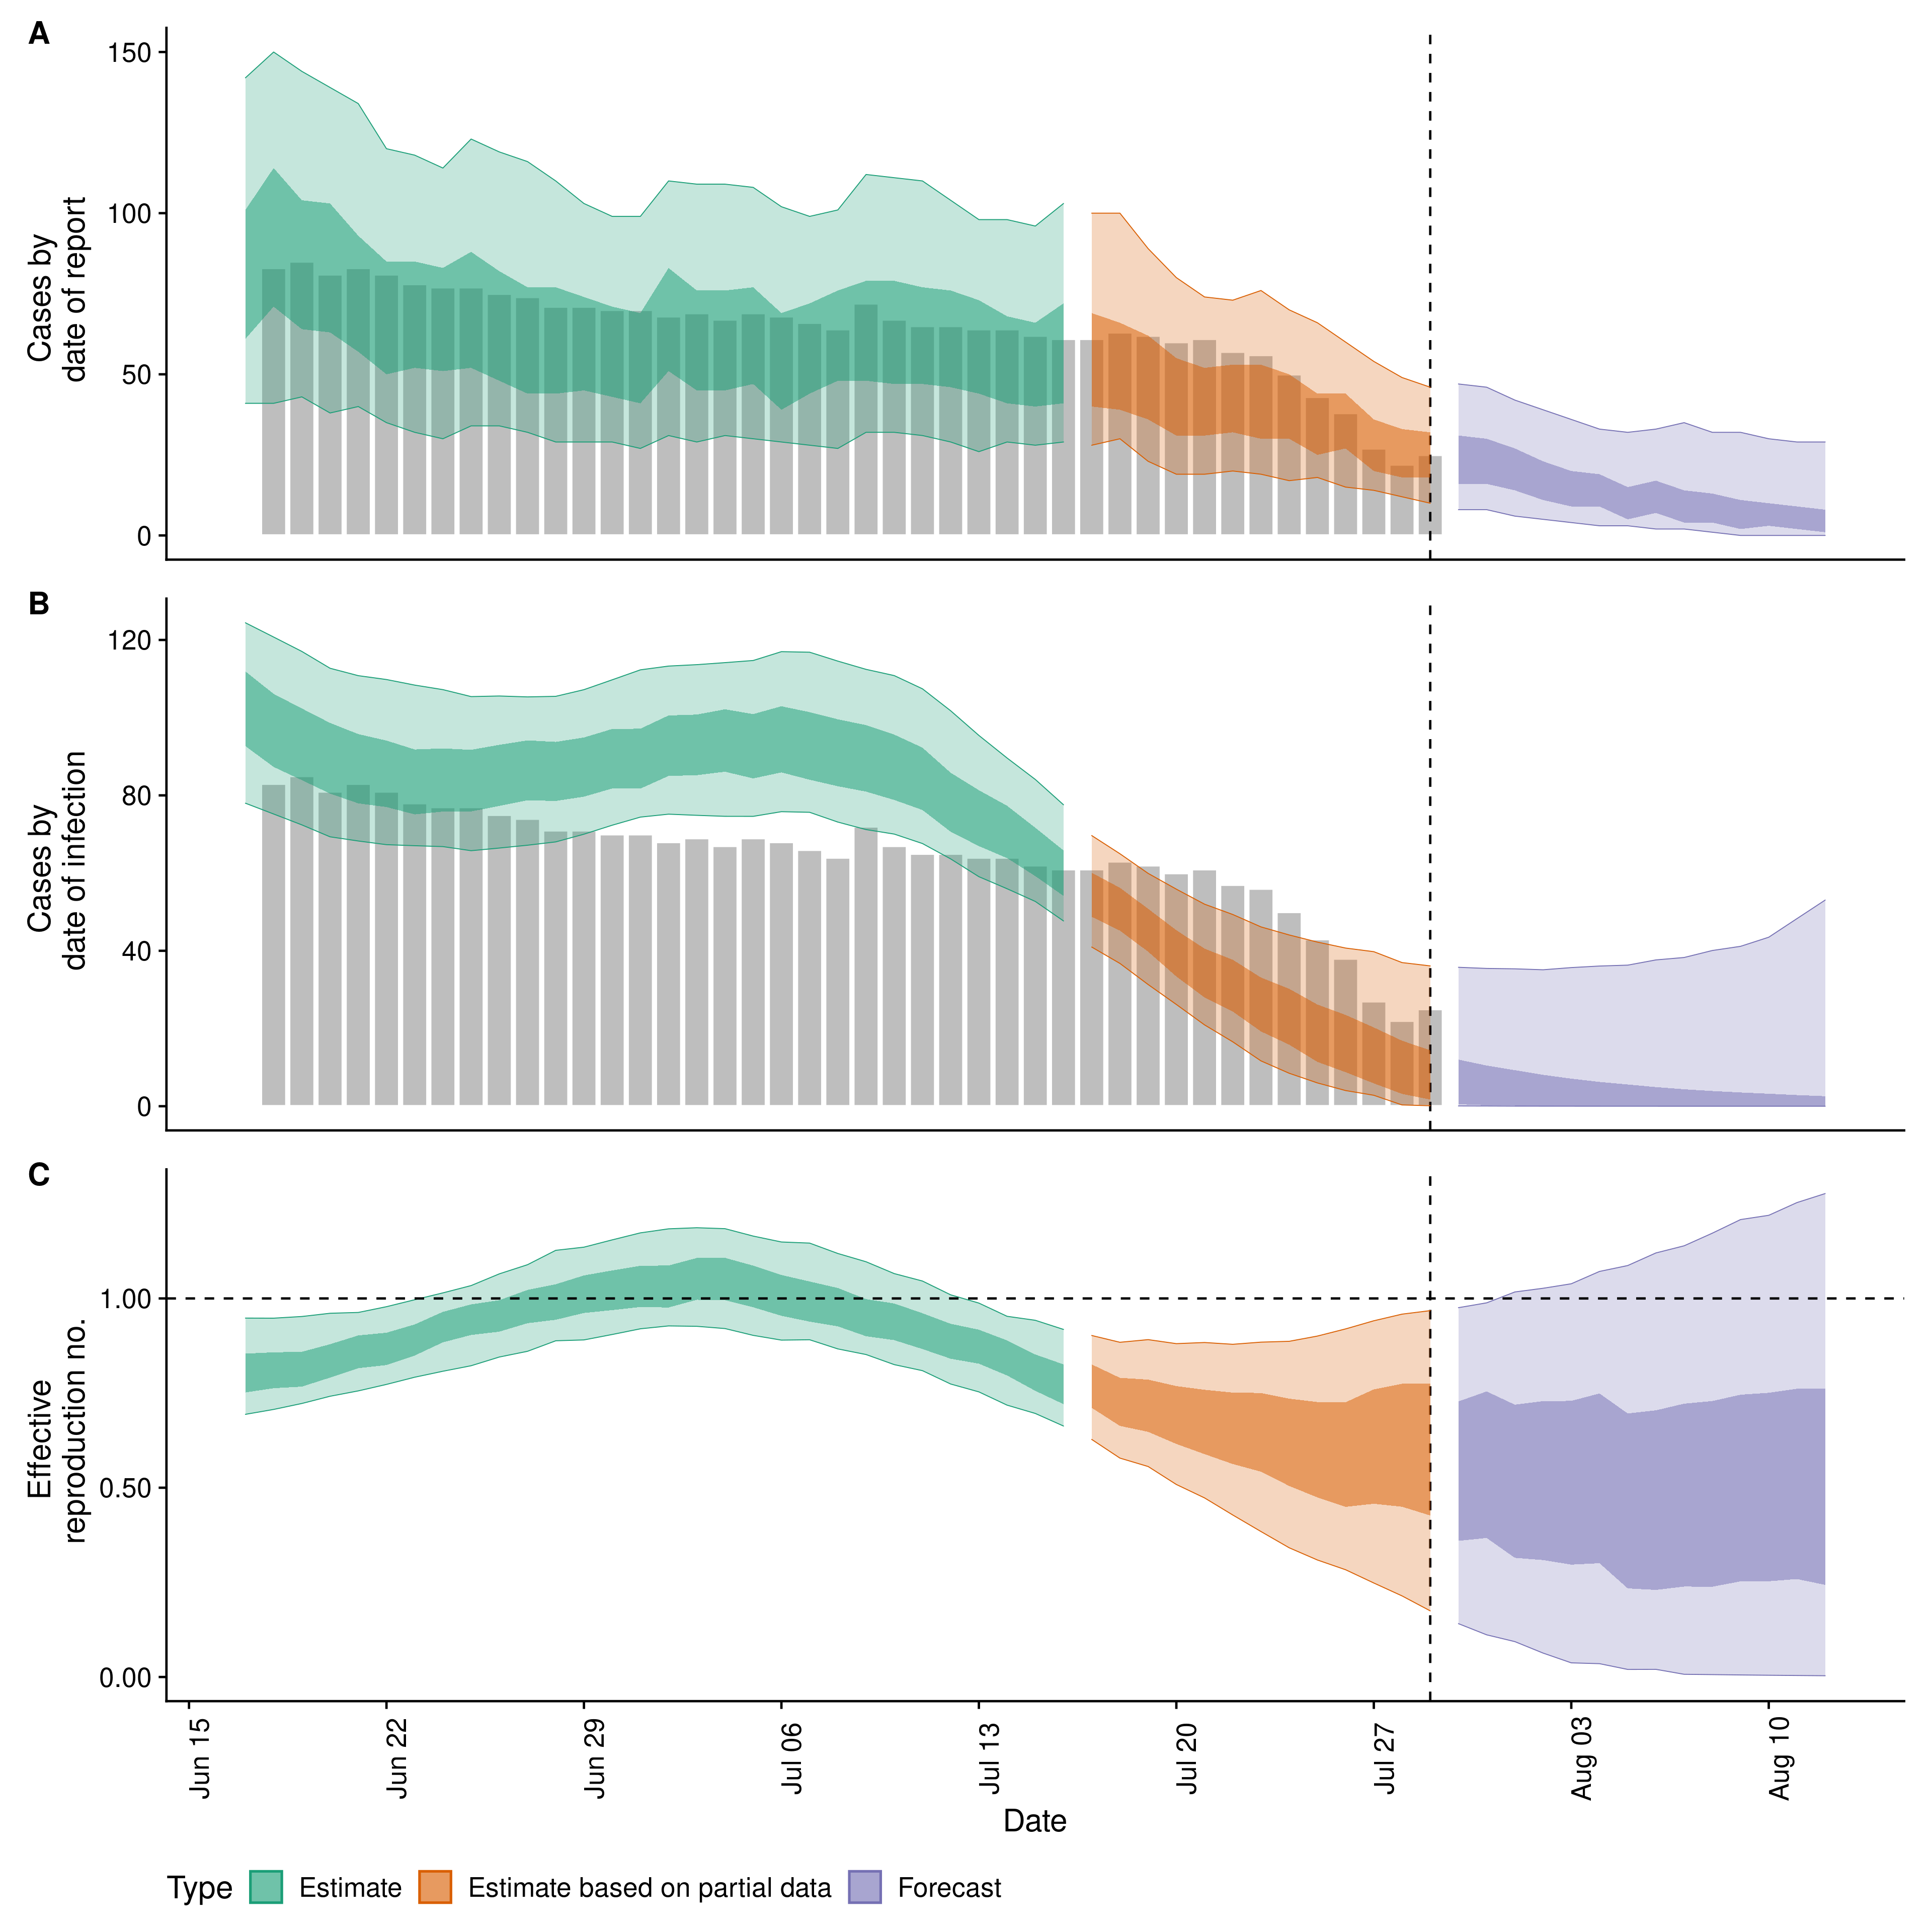 A
Cases by
date of report
150
100
50
0
B
Cases by
date of infection
120
80
40
0
C
Effective
reproduction no.
1.00
0.50
0.00
Jun 15
Jun 22
Jun 29
Jul 06
Jul 13
Jul 20
Jul 27
Aug 03
Aug 10
Date
Type
Estimate
Estimate based on partial data
Forecast